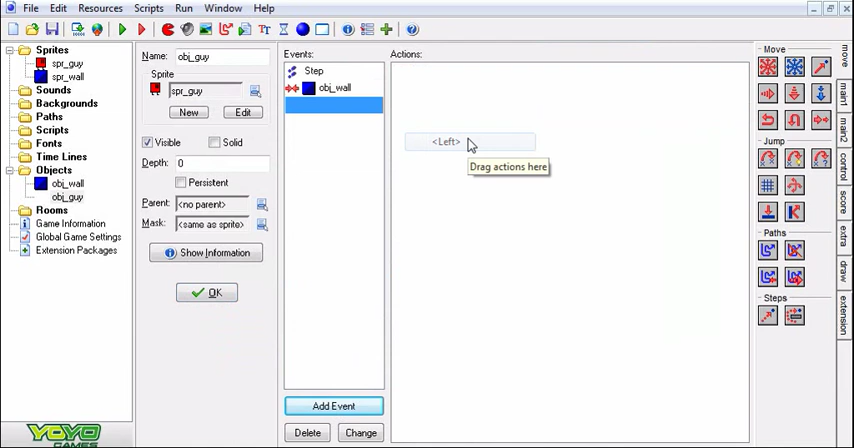 File Edit Resources Scripts Run Window Help
Sprites
spr_guy
spr_wall
Sounds
Backgrounds
Paths
Scripts
Fonts
Time Lines
Objects
obj_wall
obj_guy
Rooms
Game Information
Global Game Settings
Extension Packages
YOYO
GAMES
Name: obj_guy
Sprite
spr_guy
New Edit
Visible Solid
Depth: 0
Persistent
Parent: <no parent>
Mask: <same as sprite>
Show Information
OK
Events:
Step
obj_wall
Add Event
Delete Change
Actions:
<Left>
Drag actions here
Move
Jump
Paths
Steps
move
main1
main2
control
score
extra
draw
extension